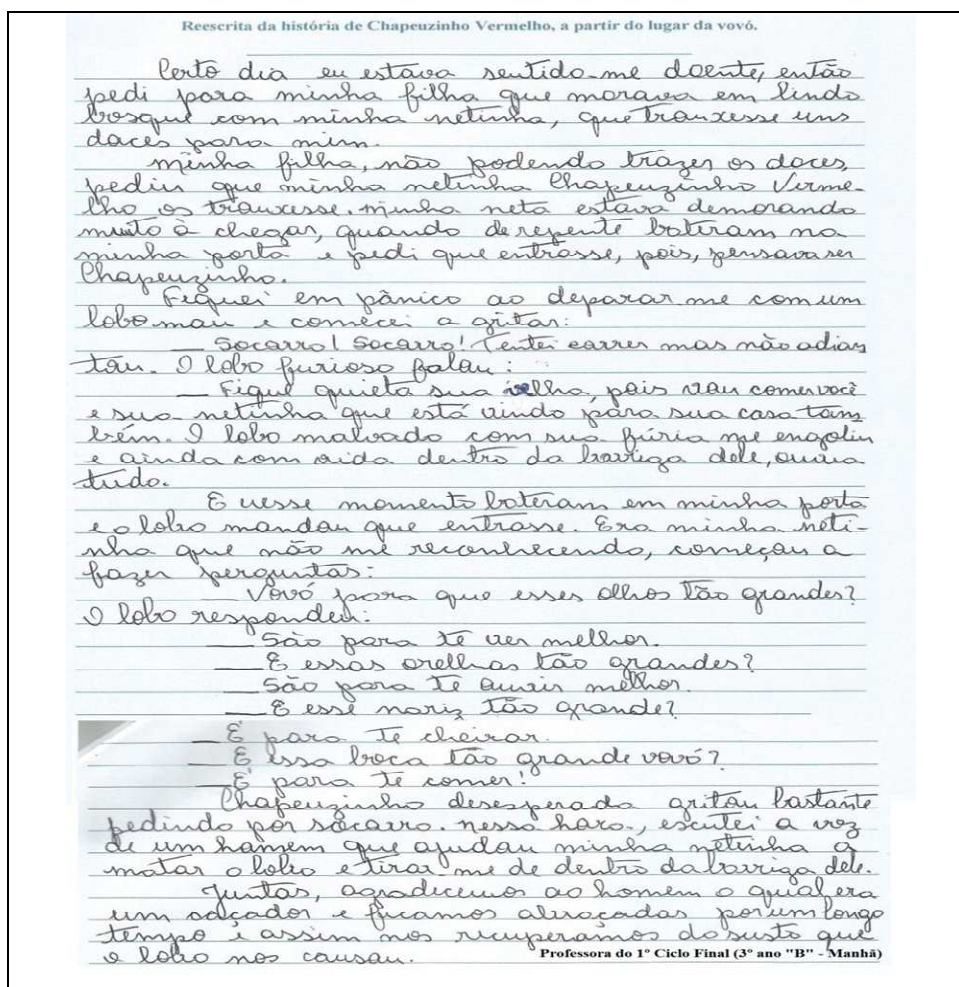 Reescrita da história de Chapeuzinho Vermelho, a partir do lugar da vovó.
Certo dia eu estava sentido-me doente, então
pedi para minha filha que morava em lindo
bosque com minha netinha, que trouxesse uns
doces para mim.
Minha filha, não podendo trazer os doces,
pediu que minha netinha Chapeuzinho Verme-
lho os trouxesse. Minha neta estava demorando
muito à chegar, quando derepente bateram na
minha porta e pedi que entrasse, pois, pensava ser
Chapeuzinho.
Fiquei em pânico ao deparar-me com um
lobo mau e comecei a gritar:
— Socorro! Socorro! Tentei correr mas não adian
tou. O lobo furioso falou:
— Fique quieta sua velha, pois vou comer você
e sua netinha que está vindo para sua casa tam
bém. O lobo malvado com sua fúria me engoliu
e ainda com vida dentro da barriga dele, ouvia
tudo.
E nesse momento bateram em minha porta
e o lobo mandou que entrasse. Era minha neti-
nha que não me reconhecendo, começou a
fazer perguntas:
— Vovó para que esses olhos tão grandes?
O lobo respondeu:
— São para te ver melhor.
— E essas orelhas tão grandes?
— São para te ouvir melhor.
— E esse nariz tão grande?
— É para te cheirar.
— E essa boca tão grande vovó?
— É para te comer!
Chapeuzinho desesperada gritou bastante
pedindo por socorro. Nessa hora, escutei a voz
de um homem que ajudou minha netinha a
matar o lobo e tirar-me de dentro da barriga dele.
Juntas, agradecemos ao homem o qual era
um caçador e ficamos abraçadas por um longo
tempo e assim nos recuperamos do susto que
o lobo nos causou.
Professora do 1º Ciclo Final (3º ano "B" - Manhã)